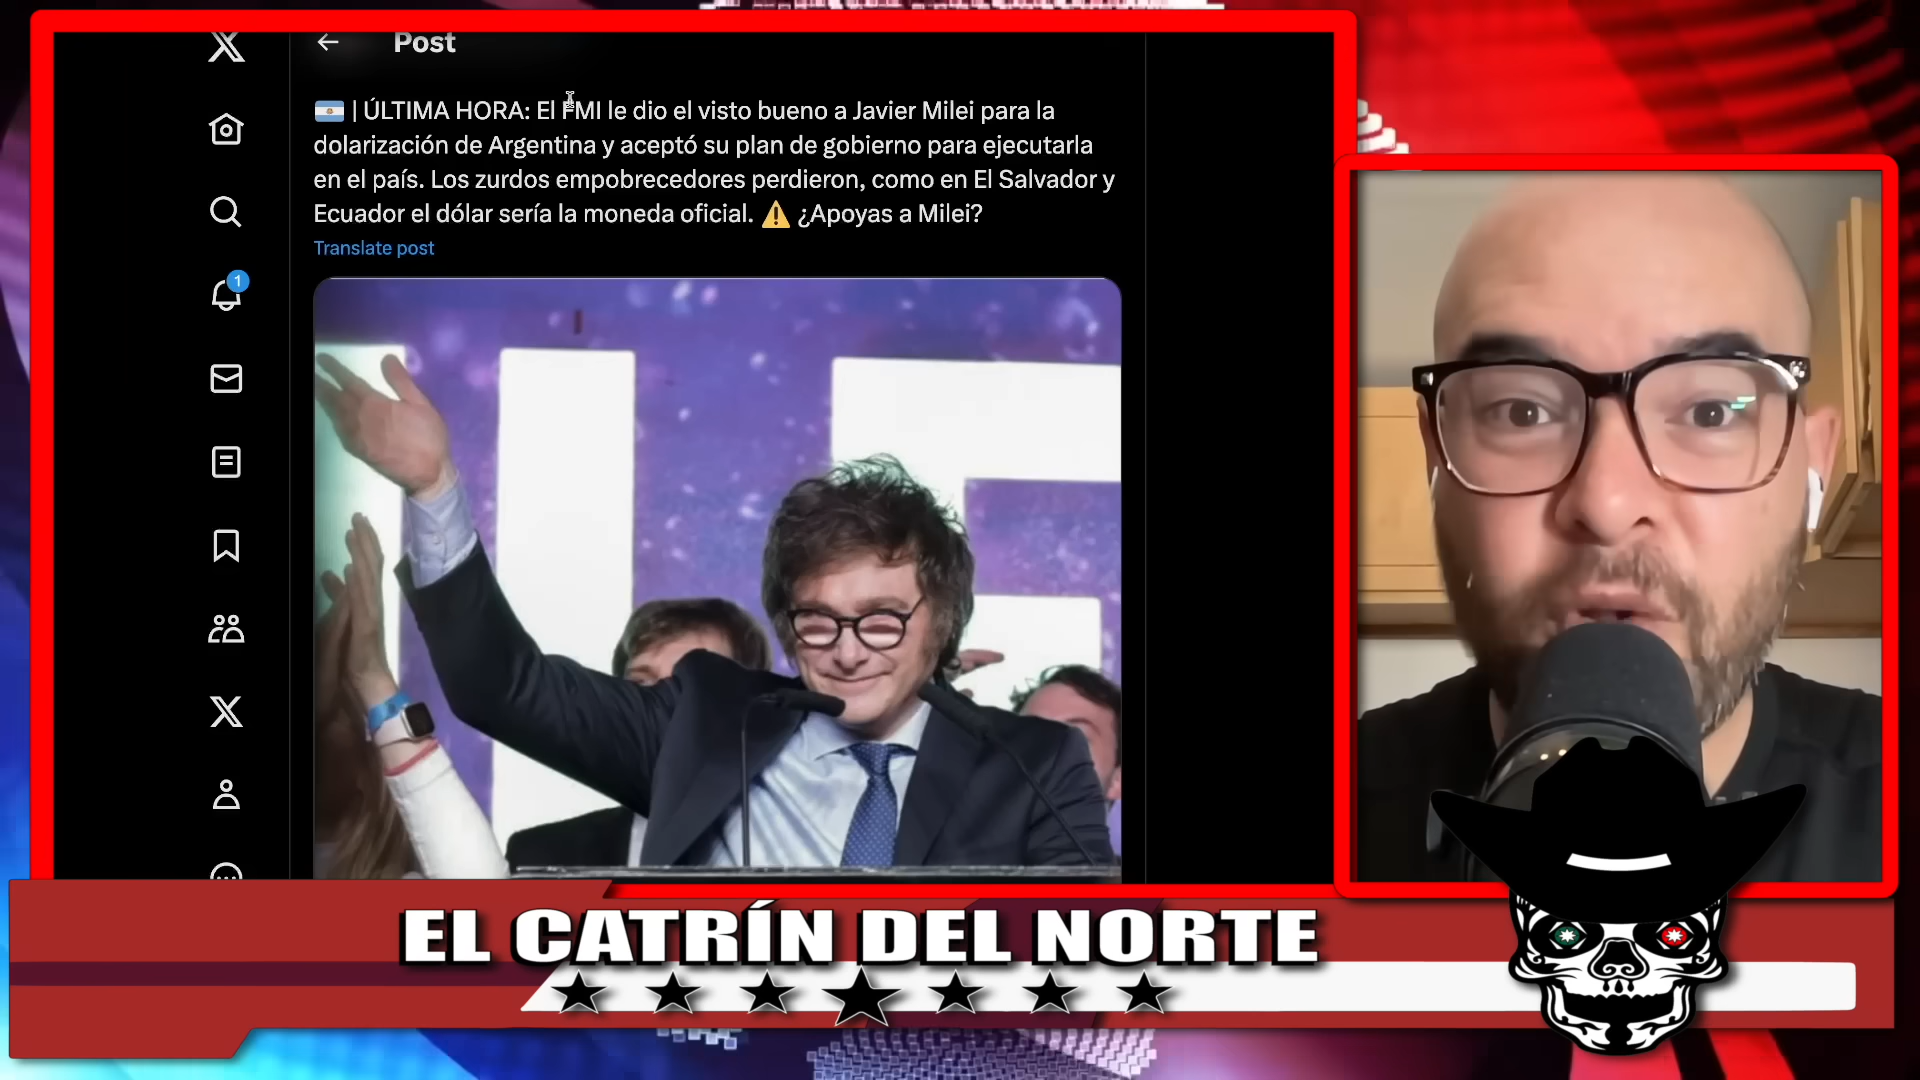 Post
| ÚLTIMA HORA: El FMI le dio el visto bueno a Javier Milei para la
dolarización de Argentina y aceptó su plan de gobierno para ejecutarla
en el país. Los zurdos empobrecedores perdieron, como en El Salvador y
Ecuador el dólar sería la moneda oficial. ⚠️ ¿Apoyas a Milei?
Translate post
1
EL CATRÍN DEL NORTE